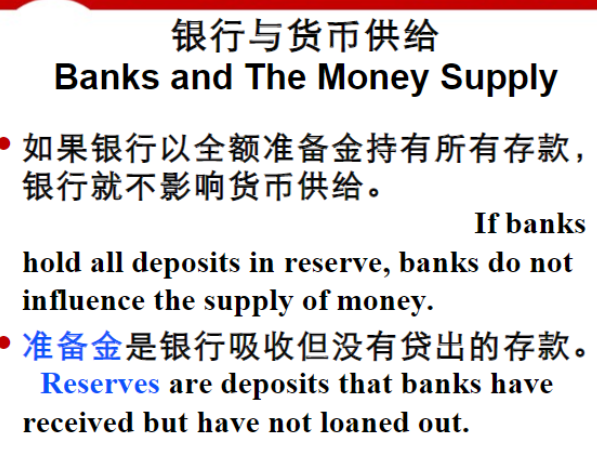 银行与货币供给
Banks and The Money Supply
• 如果银行以全额准备金持有所有存款，
银行就不影响货币供给。
If banks
hold all deposits in reserve, banks do not
influence the supply of money.
• 准备金是银行吸收但没有贷出的存款。
Reserves are deposits that banks have
received but have not loaned out.